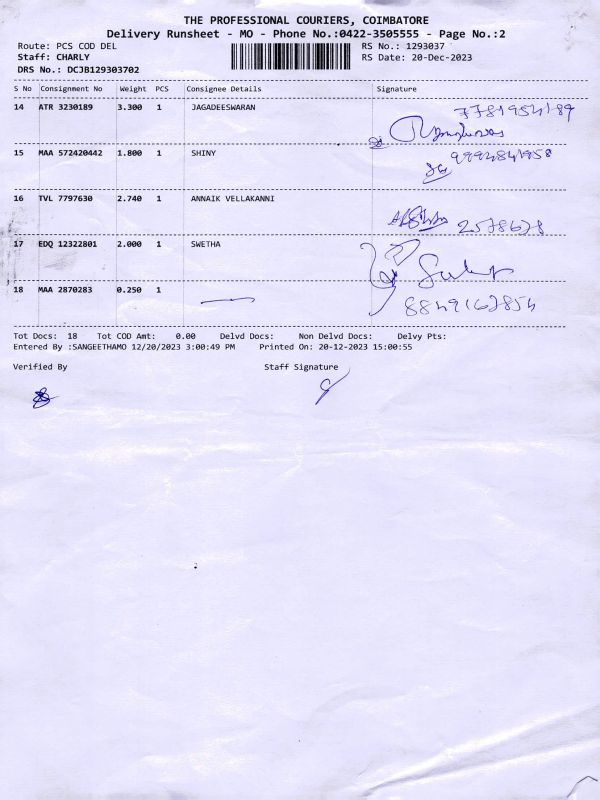 THE PROFESSIONAL COURIERS, COIMBATORE
Delivery Runsheet - MO - Phone No.:0422-3505555 - Page No.:2
Route: PCS COD DEL RS No.: 1293037
Staff: CHARLY RS Date: 20-Dec-2023
DRS No.: DCJB129303702
S No Consignment No Weight PCS Consignee Details Signature
14 ATR 3230189 3.300 1 JAGADEESWARAN
15 MAA 572420442 1.800 1 SHINY
16 TVL 7797630 2.740 1 ANNAIK VELLAKANNI
2578678
17 EDQ 12322801 2.000 1 SWETHA
18 MAA 2870283 0.250 1
Tot Docs: 18 Tot COD Amt: 0.00 Delvd Docs: Non Delvd Docs: Delvy Pts:
Entered By :SANGEETHAMO 12/20/2023 3:00:49 PM Printed On: 20-12-2023 15:00:55
Verified By Staff Signature